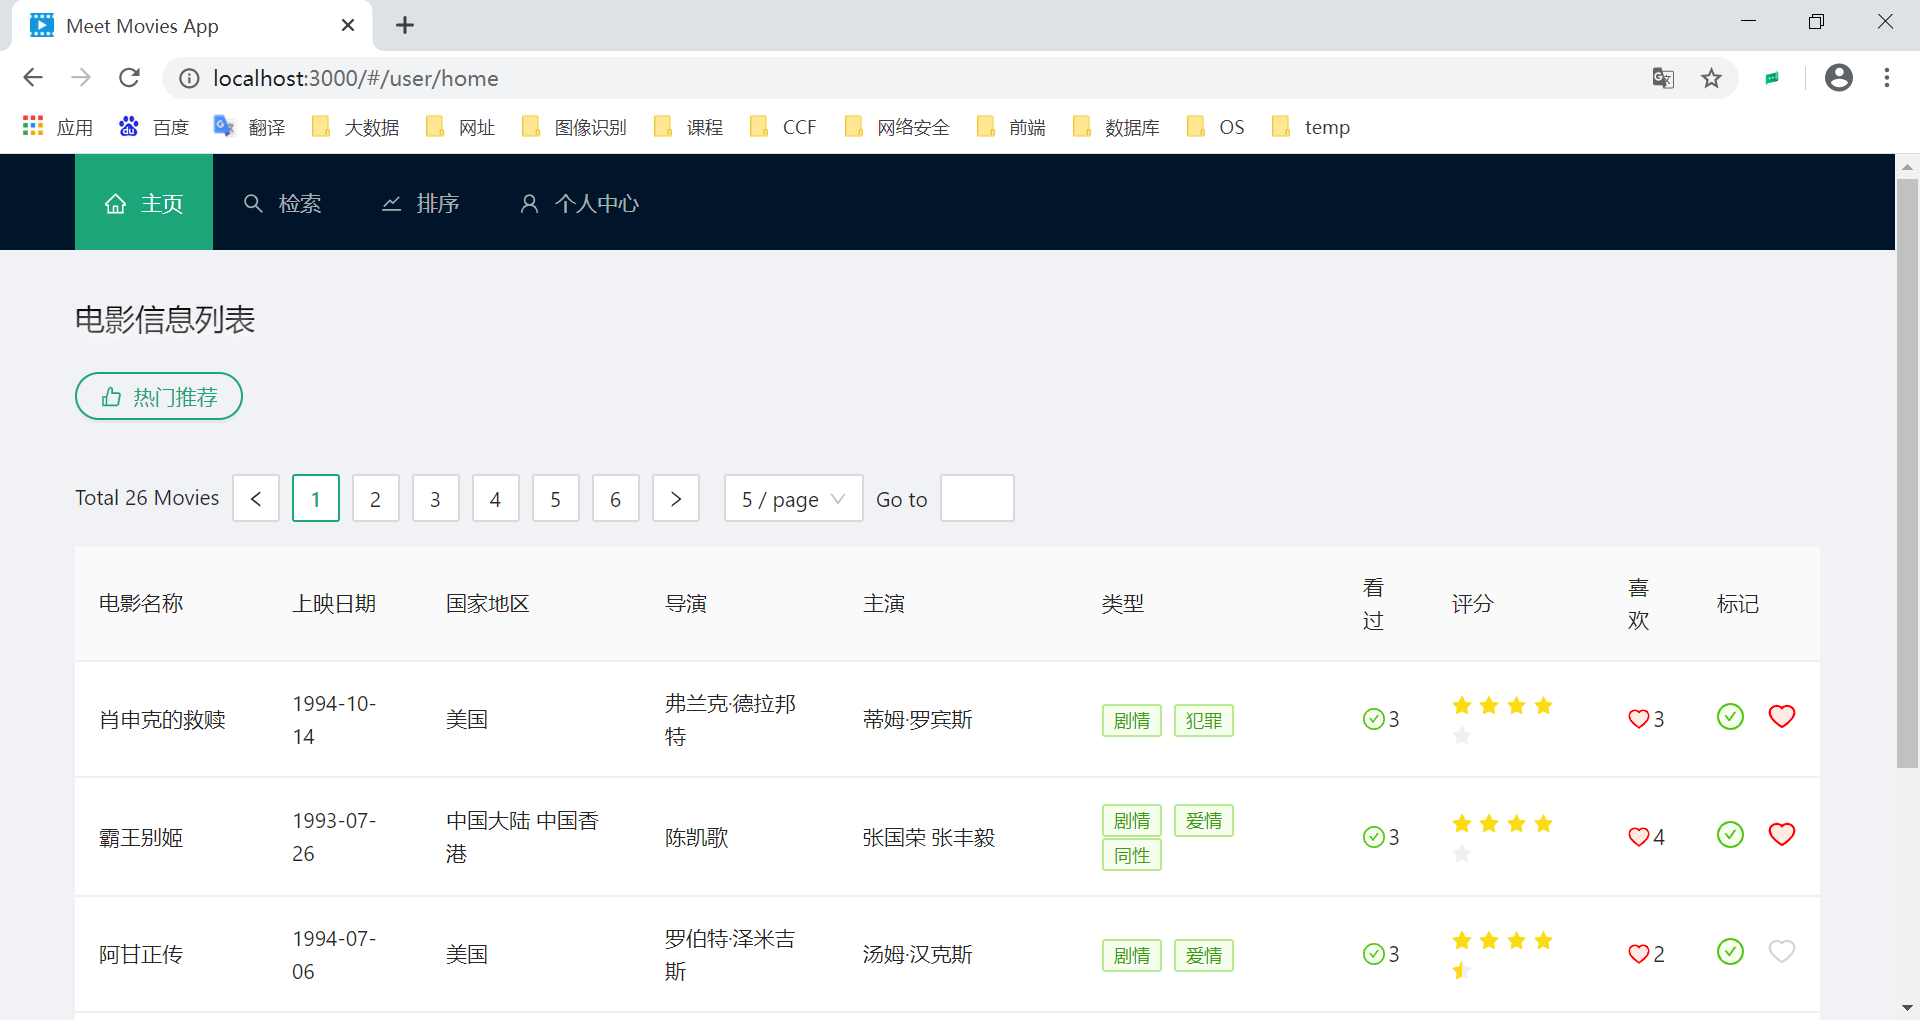 Meet Movies App
localhost:3000/#/user/home
应用 百度 翻译 大数据 网址 图像识别 课程 CCF 网络安全 前端 数据库 OS temp
主页 检索 排序 个人中心
电影信息列表
热门推荐
Total 26 Movies 1 2 3 4 5 6 5 / page Go to
电影名称 上映日期 国家地区 导演 主演 类型 看 评分 喜 标记
过 欢
肖申克的救赎 1994-10- 美国 弗兰克·德拉邦 蒂姆·罗宾斯 剧情 犯罪 3 3
14 特
霸王别姬 1993-07- 中国大陆 中国香 陈凯歌 张国荣 张丰毅 剧情 爱情 3 4
26 港 同性
阿甘正传 1994-07- 美国 罗伯特·泽米吉 汤姆·汉克斯 剧情 爱情 3 2
06 斯